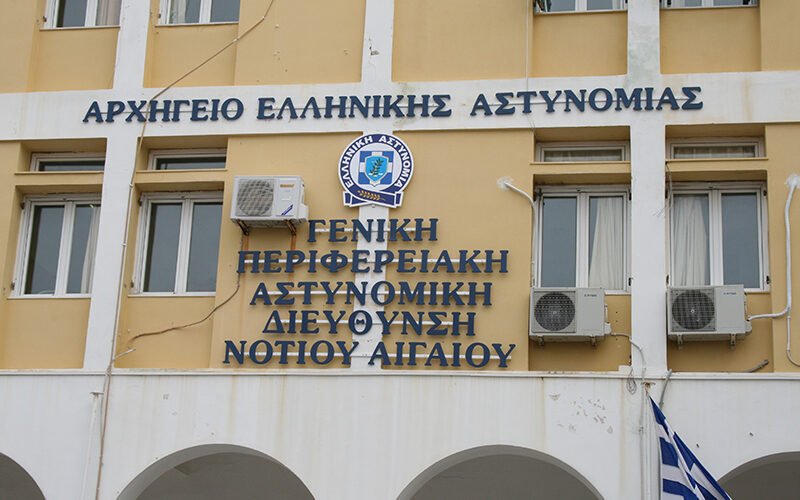 ΑΡΧΗΓΕΙΟ ΕΛΛΗΝΙΚΗΣ ΑΣΤΥΝΟΜΙΑΣ
ΕΛΛΗΝΙΚΗ ΑΣΤΥΝΟΜΙΑ
ΓΕΝΙΚΗ
ΠΕΡΙΦΕΡΕΙΑΚΗ
ΑΣΤΥΝΟΜΙΚΗ
ΔΙΕΥΘΥΝΣΗ
ΝΟΤΙΟΥ ΑΙΓΑΙΟΥ